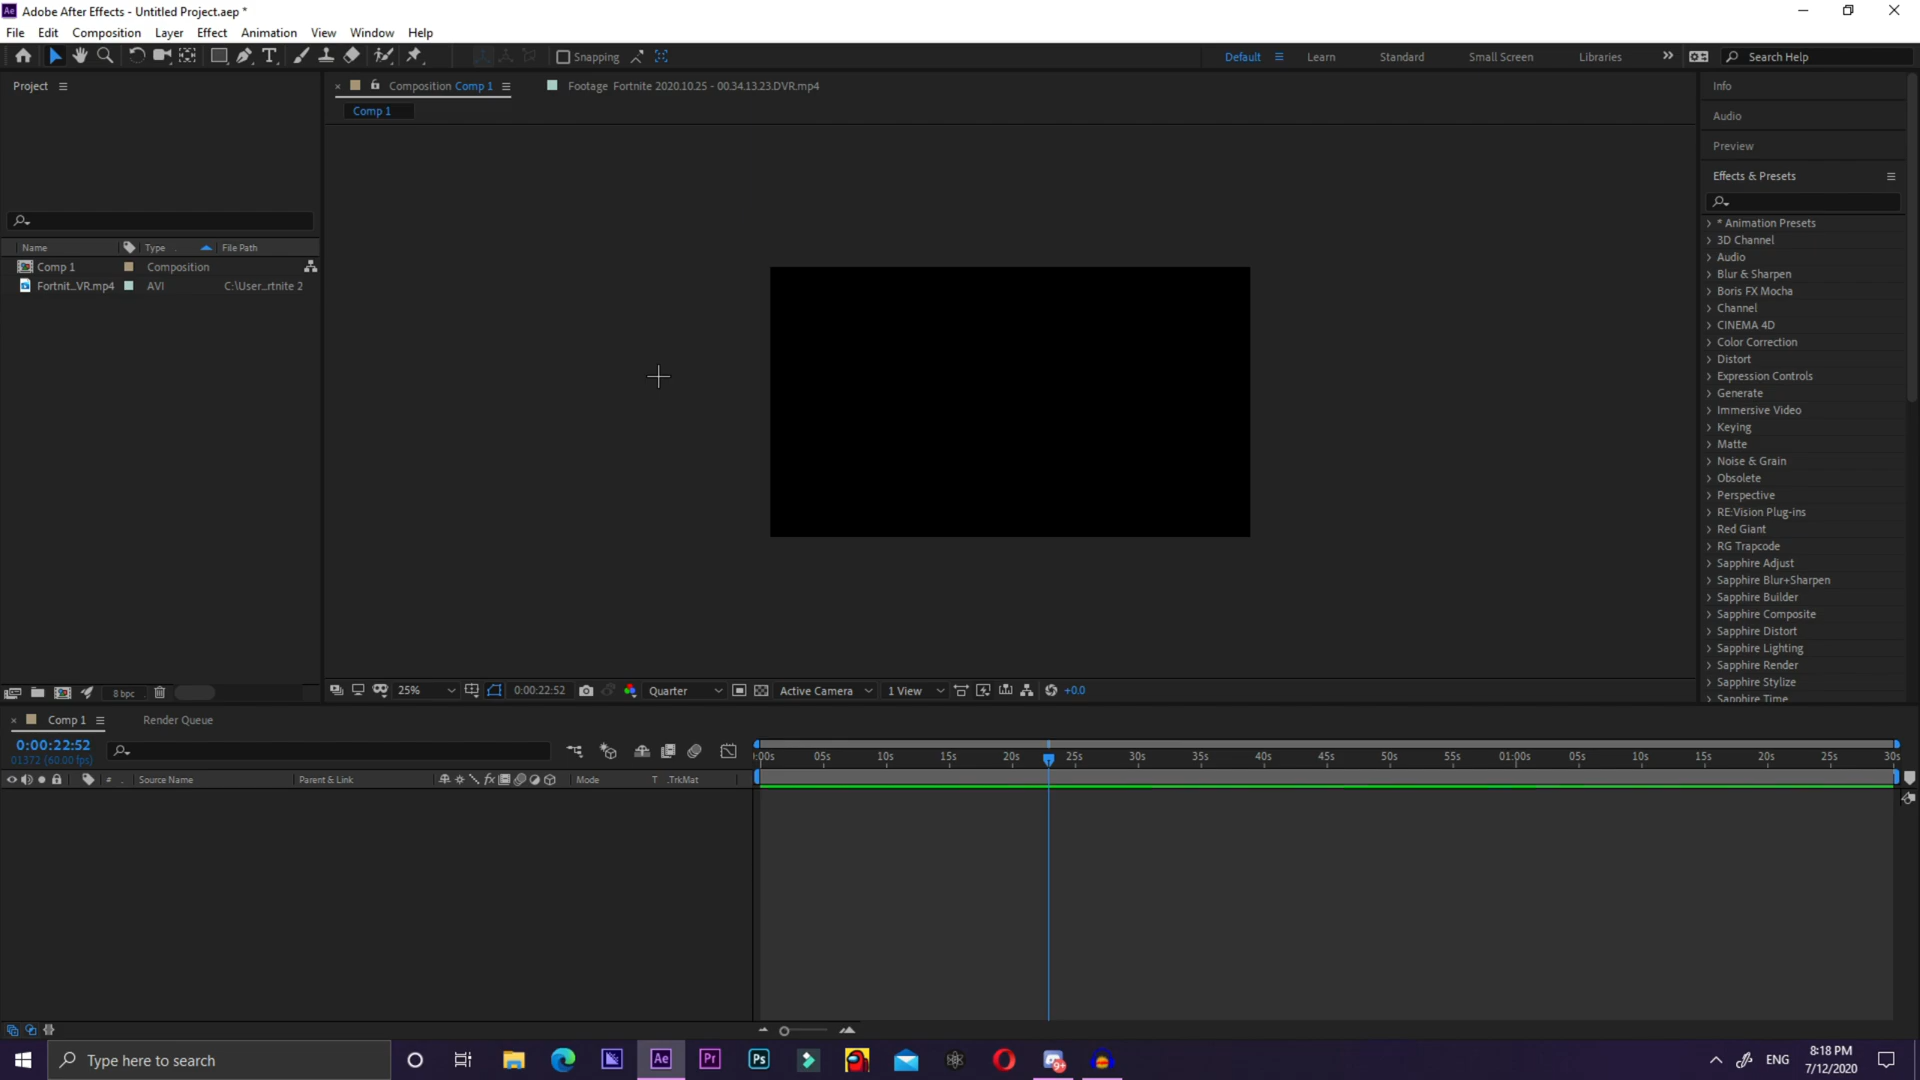 Ae Adobe After Effects - Untitled Project.aep *
File Edit Composition Layer Effect Animation View Window Help
Snapping
Default Learn Standard Small Screen Libraries Search Help
Project
Composition Comp 1
Footage Fortnite 2020.10.25 - 00.34.13.23.DVR.mp4
Comp 1
Name Type File Path
Comp 1 Composition
Fortnit...VR.mp4 AVI C:\User...rtnite 2
8 bpc
25% 0:00:22:52 Quarter Active Camera 1 View +0.0
Info
Audio
Preview
Effects & Presets
* Animation Presets
3D Channel
Audio
Blur & Sharpen
Boris FX Mocha
Channel
CINEMA 4D
Color Correction
Distort
Expression Controls
Generate
Immersive Video
Keying
Matte
Noise & Grain
Obsolete
Perspective
RE:Vision Plug-ins
Red Giant
RG Trapcode
Sapphire Adjust
Sapphire Blur+Sharpen
Sapphire Builder
Sapphire Composite
Sapphire Distort
Sapphire Lighting
Sapphire Render
Sapphire Stylize
Sapphire Time
Comp 1 Render Queue
0:00:22:52
01372 (60.00 fps)
:00s 05s 10s 15s 20s 25s 30s 35s 40s 45s 50s 55s 01:00s 05s 10s 15s 20s 25s 30s
# Source Name Parent & Link fx Mode T .TrkMat
Type here to search
Ae Pr Ps 9+
ENG
8:18 PM
7/12/2020